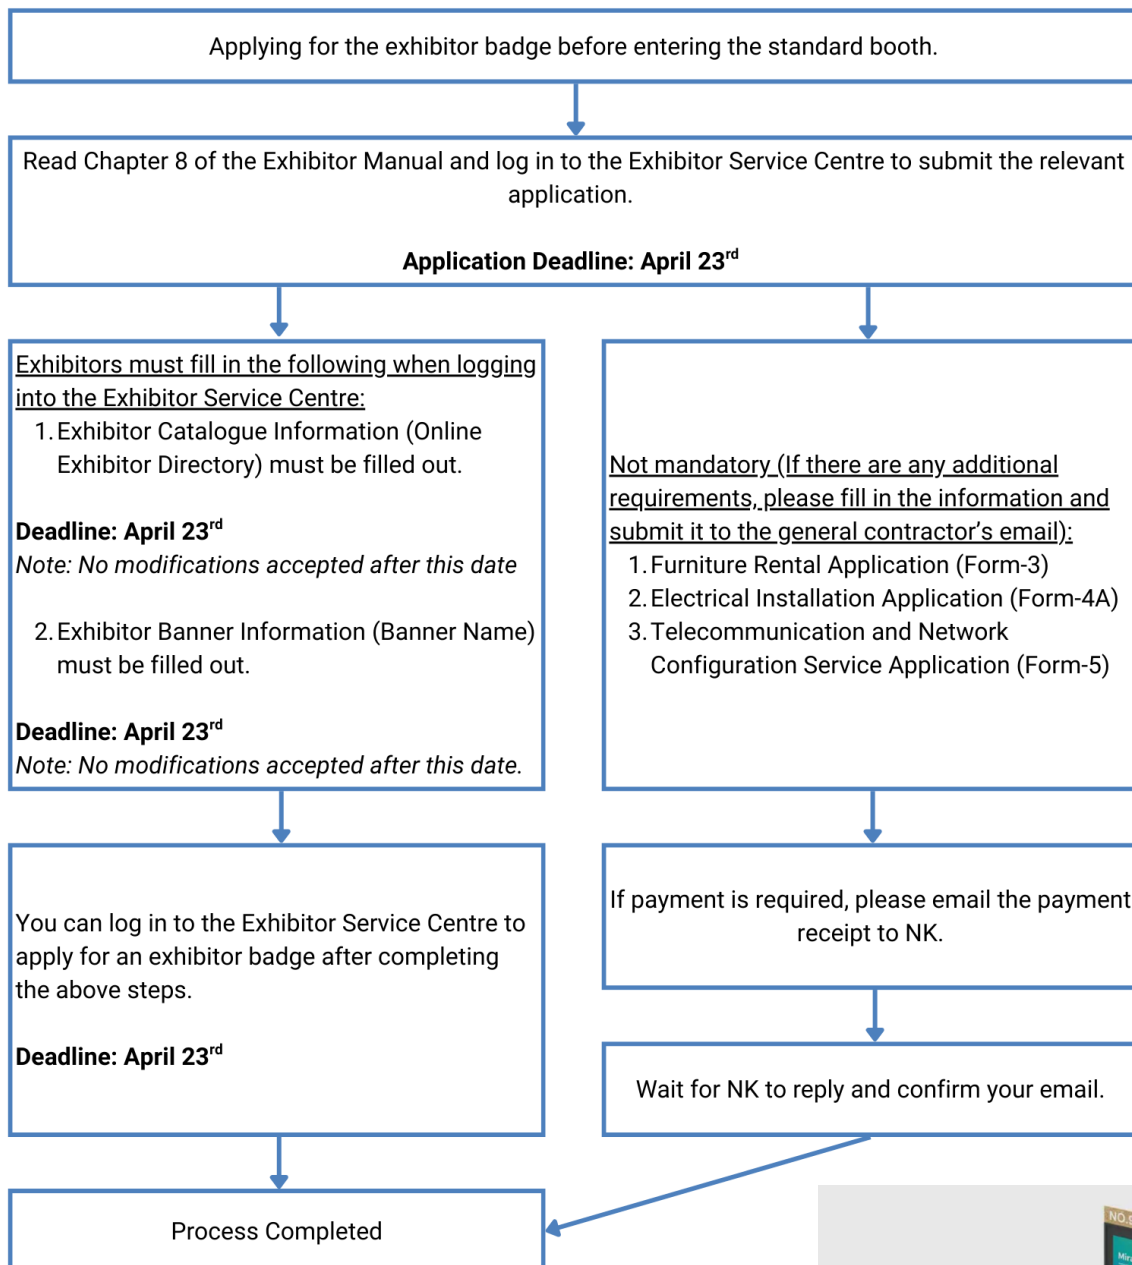 Applying for the exhibitor badge before entering the standard booth.
Read Chapter 8 of the Exhibitor Manual and log in to the Exhibitor Service Centre to submit the relevant
application.
Application Deadline: April 23rd
Exhibitors must fill in the following when logging
into the Exhibitor Service Centre:
1. Exhibitor Catalogue Information (Online
Exhibitor Directory) must be filled out.
Deadline: April 23rd
Note: No modifications accepted after this date
2. Exhibitor Banner Information (Banner Name)
must be filled out.
Deadline: April 23rd
Note: No modifications accepted after this date.
Not mandatory (If there are any additional
requirements, please fill in the information and
submit it to the general contractor’s email):
1. Furniture Rental Application (Form-3)
2. Electrical Installation Application (Form-4A)
3. Telecommunication and Network
Configuration Service Application (Form-5)
You can log in to the Exhibitor Service Centre to
apply for an exhibitor badge after completing
the above steps.
Deadline: April 23rd
If payment is required, please email the payment
receipt to NK.
Wait for NK to reply and confirm your email.
Process Completed